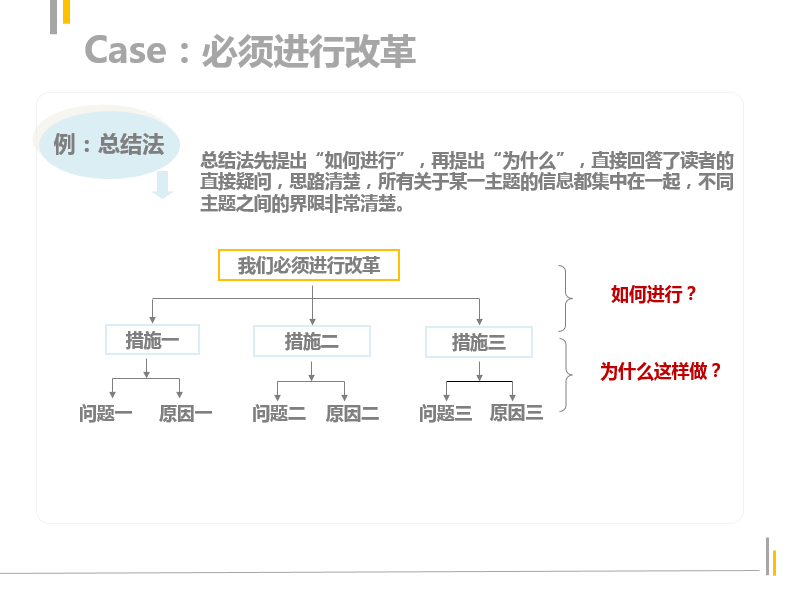 Case：必须进行改革
例：总结法
总结法先提出“如何进行”，再提出“为什么”，直接回答了读者的
直接疑问，思路清楚，所有关于某一主题的信息都集中在一起，不同
主题之间的界限非常清楚。
我们必须进行改革
如何进行？
措施一 措施二 措施三
为什么这样做？
问题一 原因一 问题二 原因二 问题三 原因三